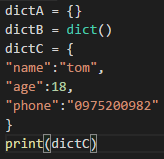 dictA = {}
dictB = dict()
dictC = {
"name":"tom",
"age":18,
"phone":"0975200982"
}
print(dictC)